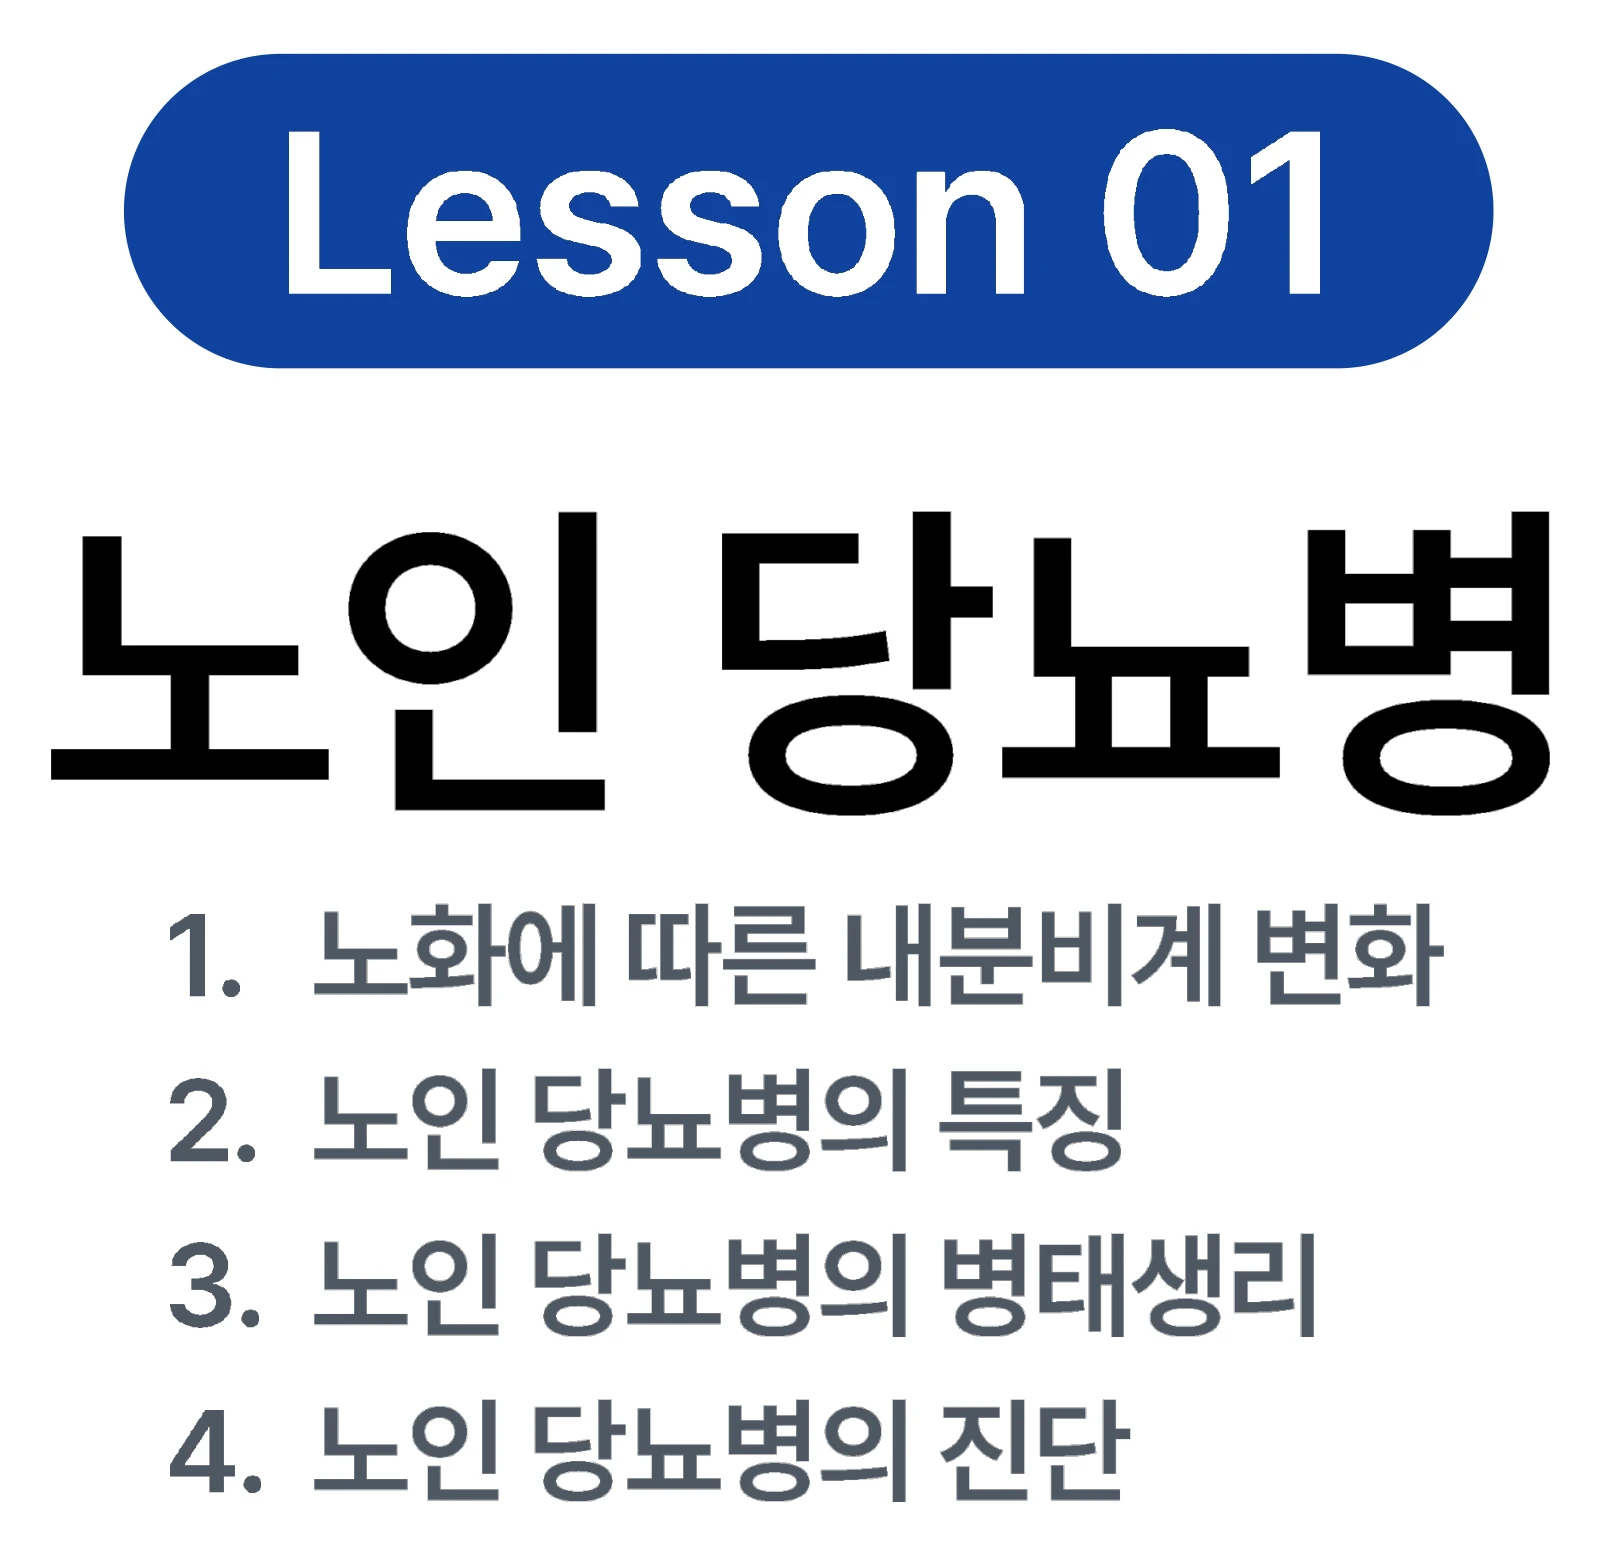 Lesson 01
노인 당뇨병
1. 노화에 따른 내분비계 변화
2. 노인 당뇨병의 특징
3. 노인 당뇨병의 병태생리
4. 노인 당뇨병의 진단